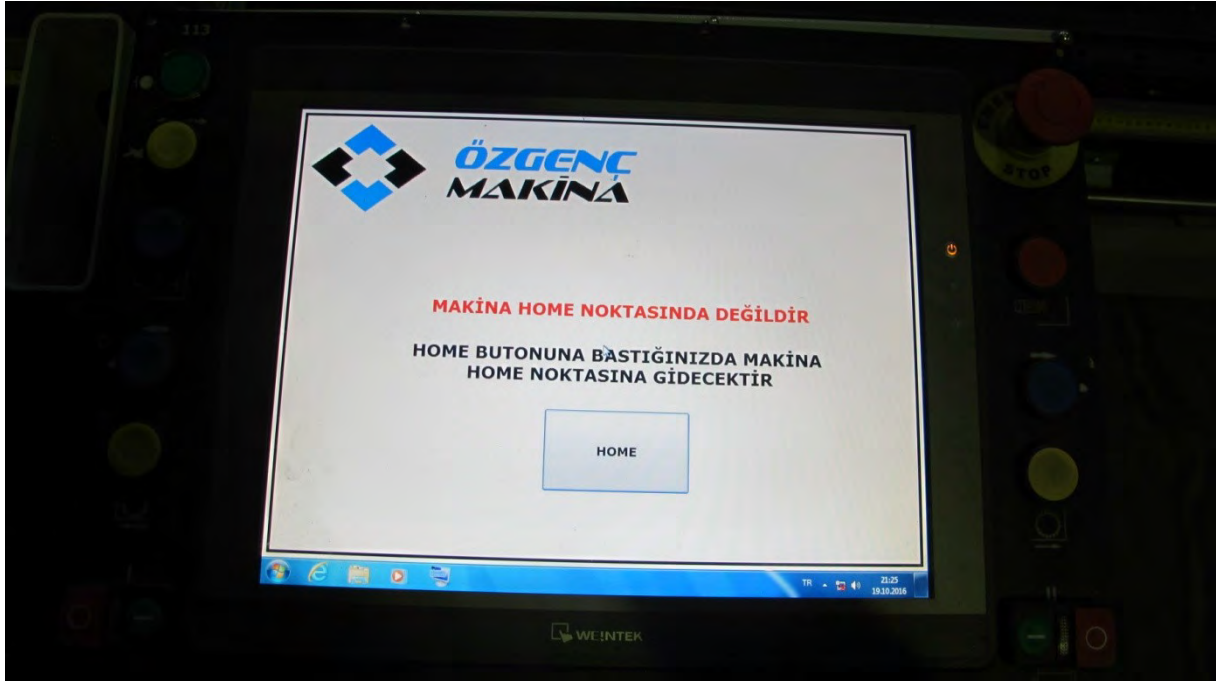 113
ÖZGENÇ
MAKİNA
STOP
MAKİNA HOME NOKTASINDA DEĞİLDİR
HOME BUTONUNA BASTIĞINIZDA MAKİNA
HOME NOKTASINA GİDECEKTİR
HOME
TR
21:25
19.10.2016
WEINTEK